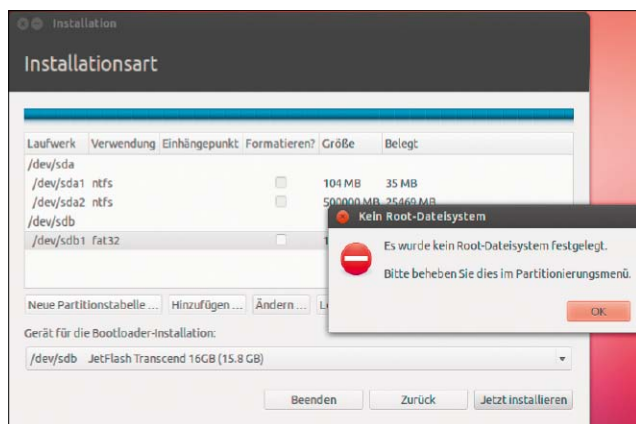 Installation
Installationsart
Laufwerk Verwendung Einhängepunkt Formatieren? Größe Belegt
/dev/sda
/dev/sda1 ntfs 104 MB 35 MB
/dev/sda2 ntfs 500000 MB 25469 MB
/dev/sdb
/dev/sdb1 fat32
Kein Root-Dateisystem
Es wurde kein Root-Dateisystem festgelegt.
Bitte beheben Sie dies im Partitionierungsmenü.
OK
Neue Partitionstabelle ... Hinzufügen ... Ändern ...
Gerät für die Bootloader-Installation:
/dev/sdb JetFlash Transcend 16GB (15.8 GB)
Beenden Zurück Jetzt installieren